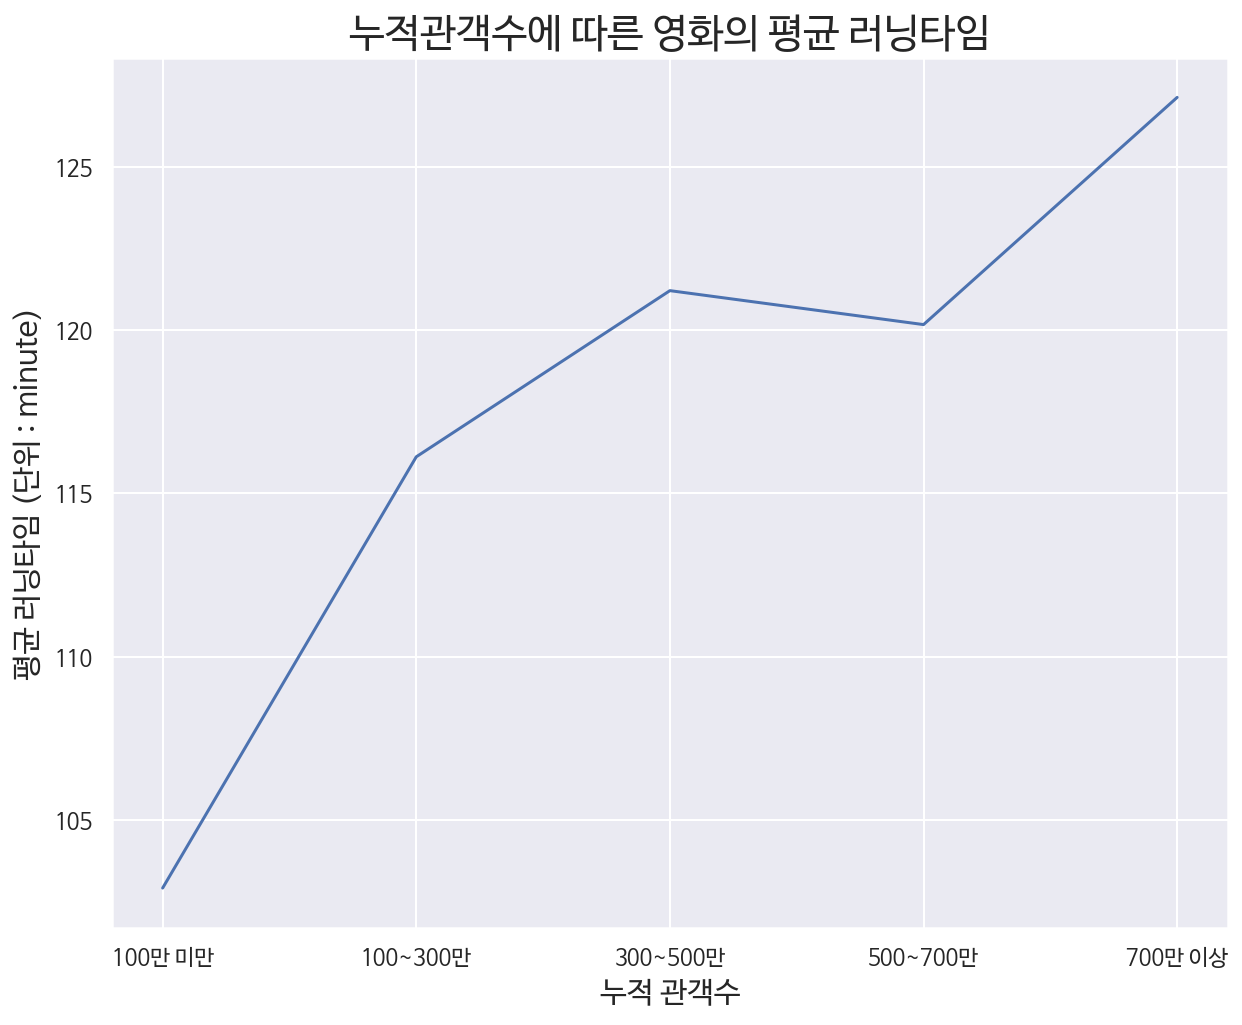 누적관객수에 따른 영화의 평균 러닝타임
평균 러닝타임 (단위 : minute)
125
120
115
110
105
100만 미만
100~300만
300~500만
500~700만
700만 이상
누적 관객수